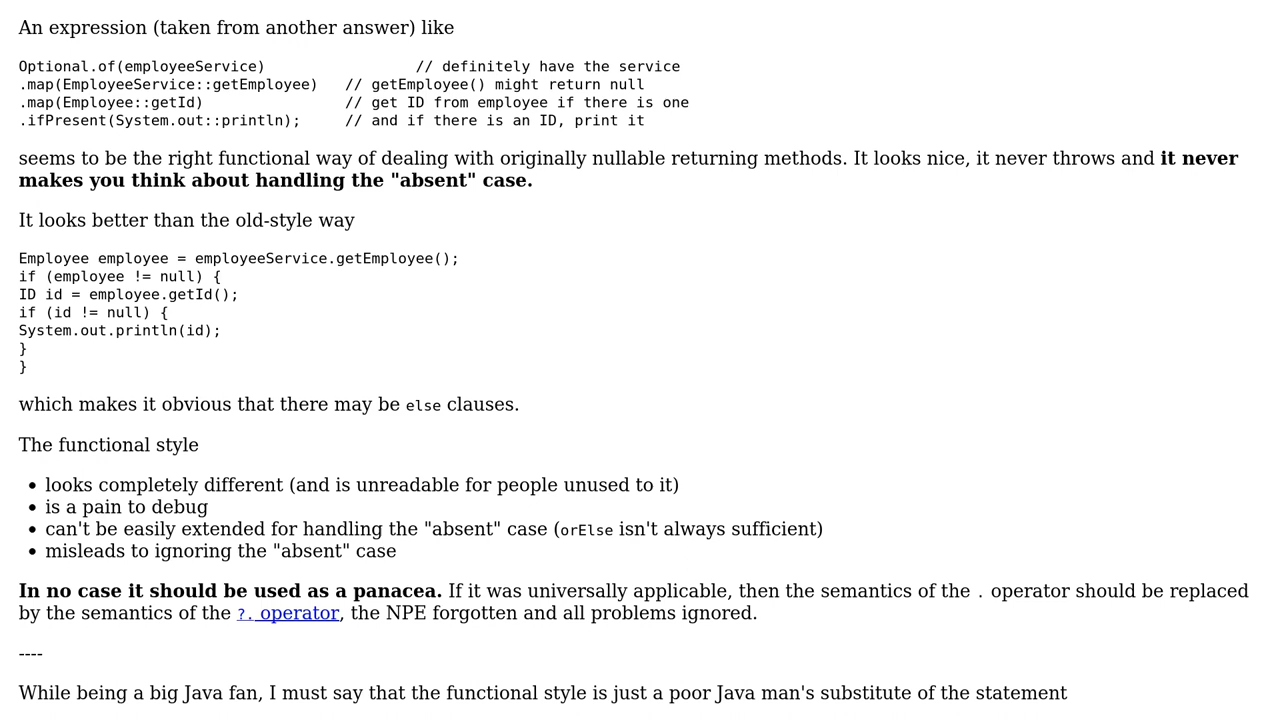 An expression (taken from another answer) like
Optional.of(employeeService)                 // definitely have the service
.map(EmployeeService::getEmployee)   // getEmployee() might return null
.map(Employee::getId)                // get ID from employee if there is one
.ifPresent(System.out::println);     // and if there is an ID, print it
seems to be the right functional way of dealing with originally nullable returning methods. It looks nice, it never throws and it never
makes you think about handling the "absent" case.
It looks better than the old-style way
Employee employee = employeeService.getEmployee();
if (employee != null) {
ID id = employee.getId();
if (id != null) {
System.out.println(id);
}
}
which makes it obvious that there may be else clauses.
The functional style
• looks completely different (and is unreadable for people unused to it)
• is a pain to debug
• can't be easily extended for handling the "absent" case (orElse isn't always sufficient)
• misleads to ignoring the "absent" case
In no case it should be used as a panacea. If it was universally applicable, then the semantics of the . operator should be replaced
by the semantics of the ?. operator, the NPE forgotten and all problems ignored.
----
While being a big Java fan, I must say that the functional style is just a poor Java man's substitute of the statement